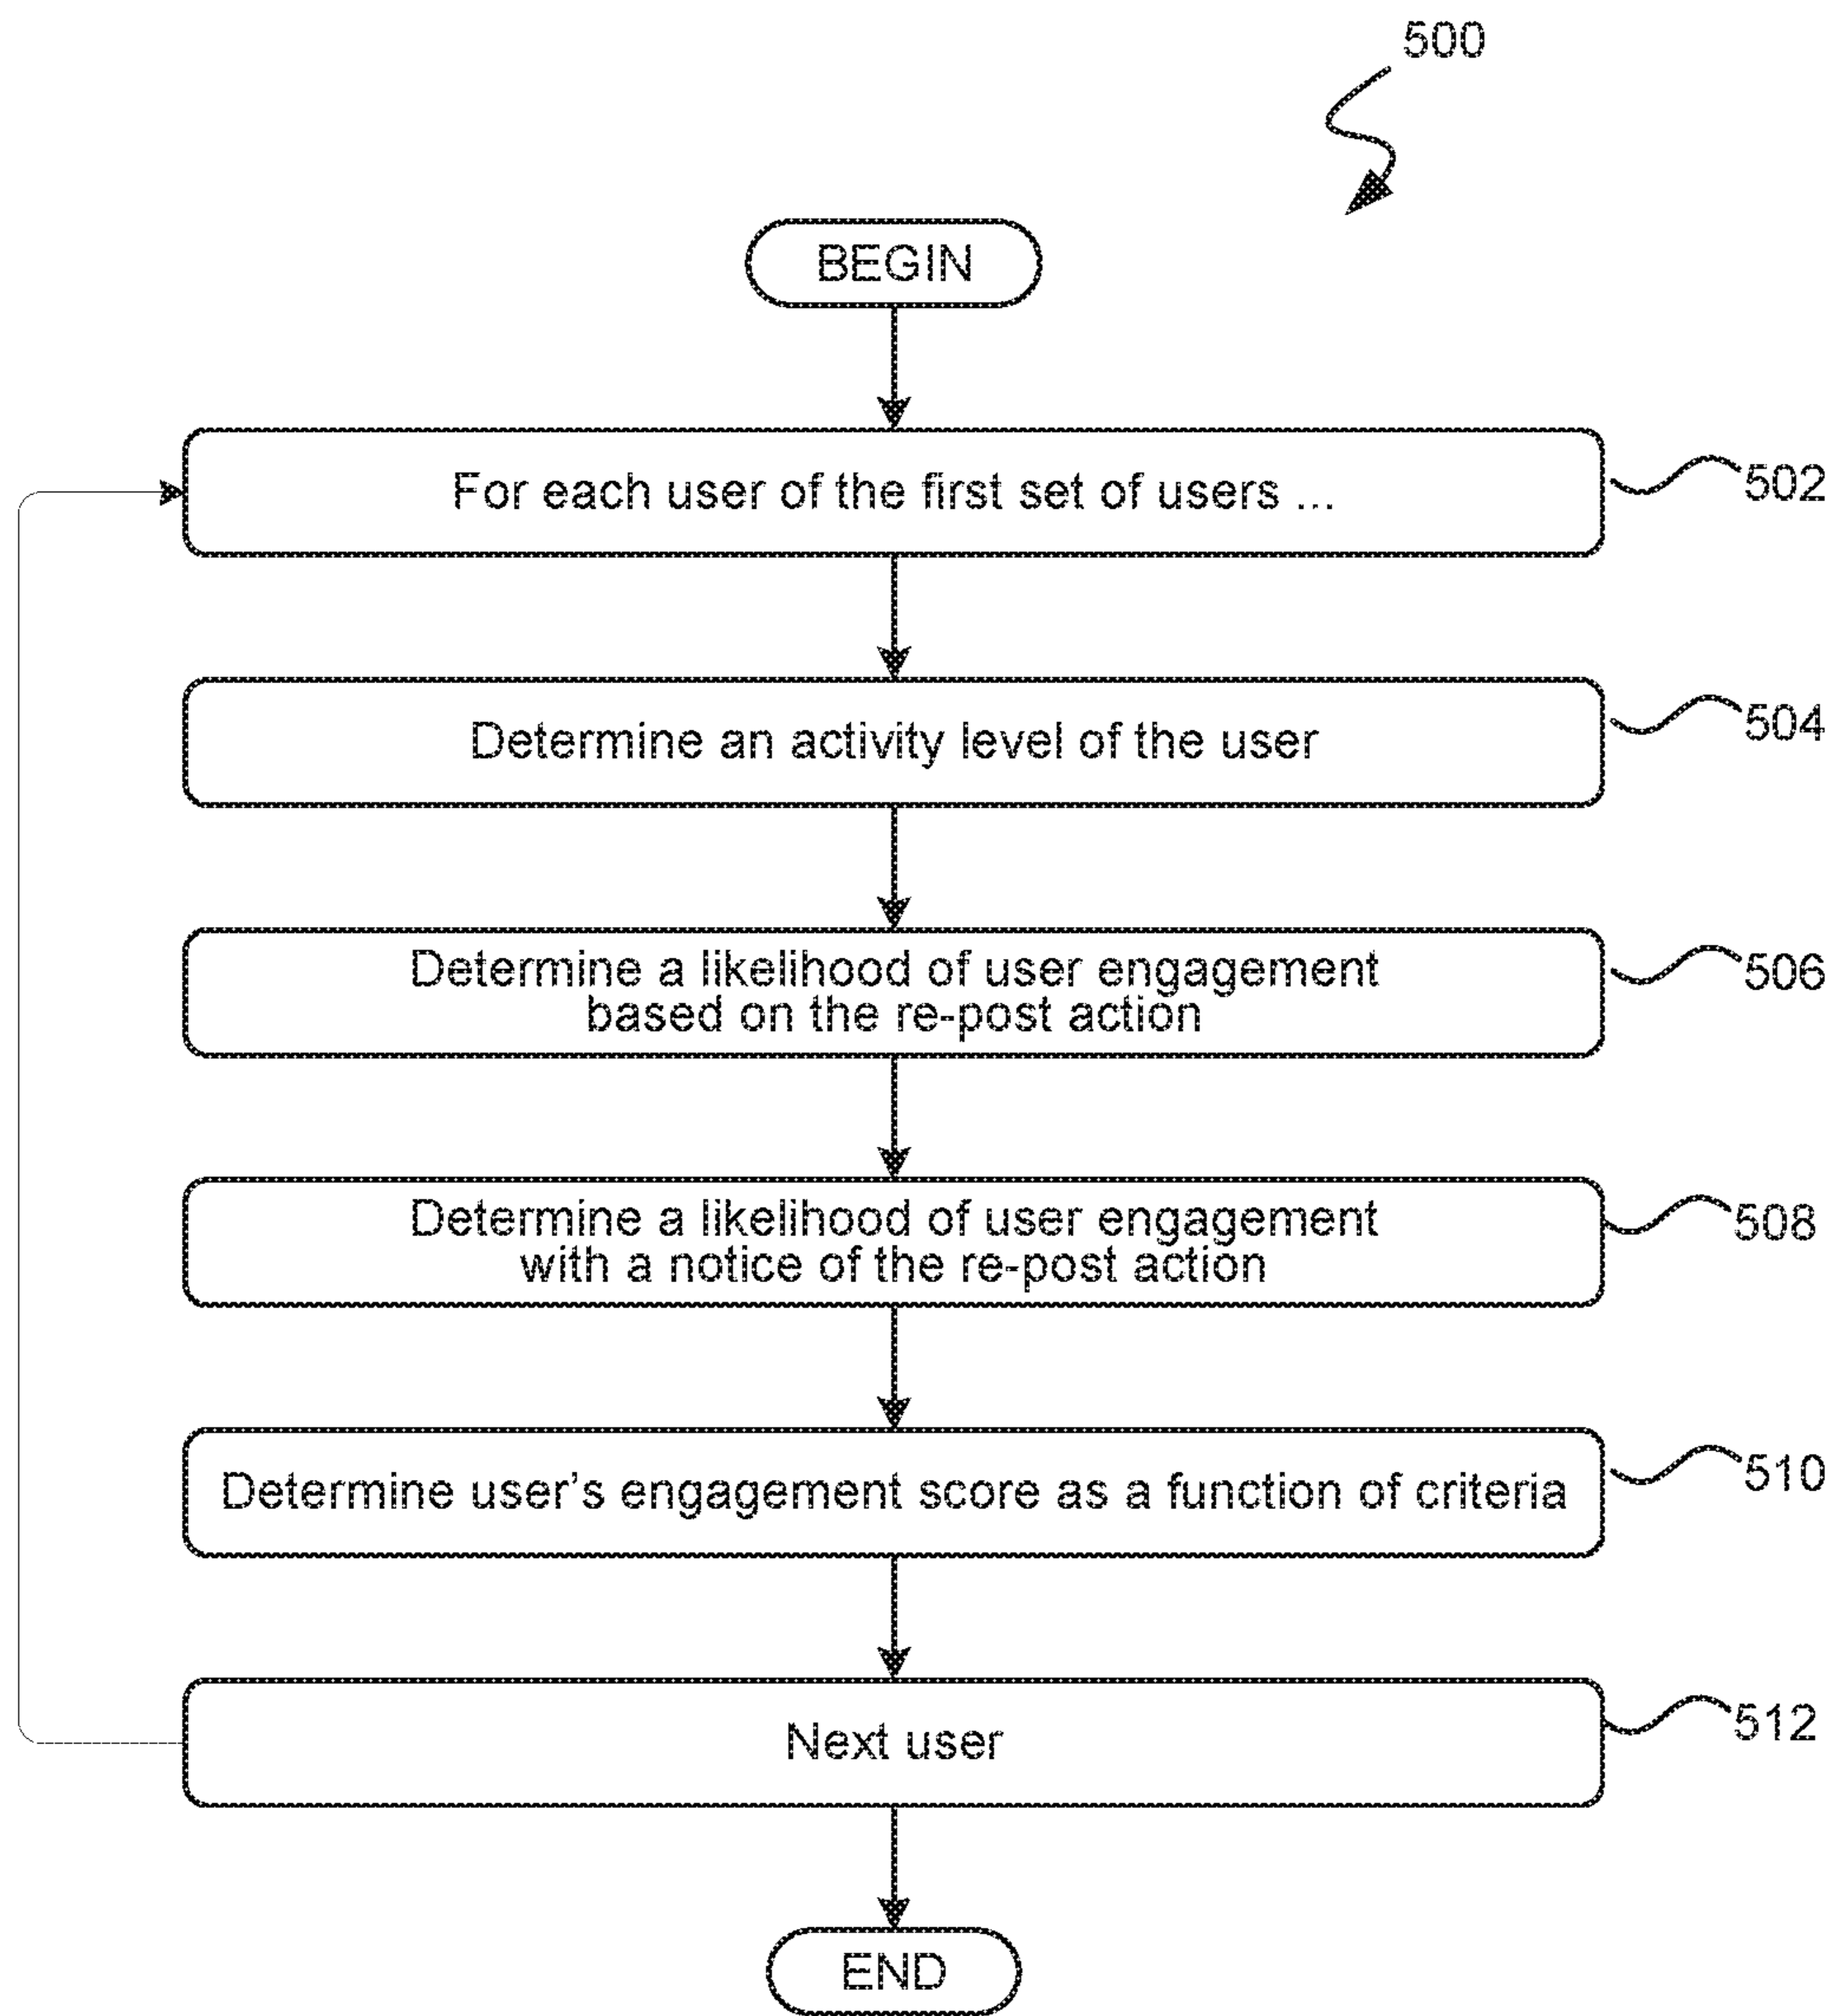 500
BEGIN
For each user of the first set of users ...
502
Determine an activity level of the user
504
Determine a likelihood of user engagement
based on the re-post action
506
Determine a likelihood of user engagement
with a notice of the re-post action
508
Determine user's engagement score as a function of criteria
510
Next user
512
END